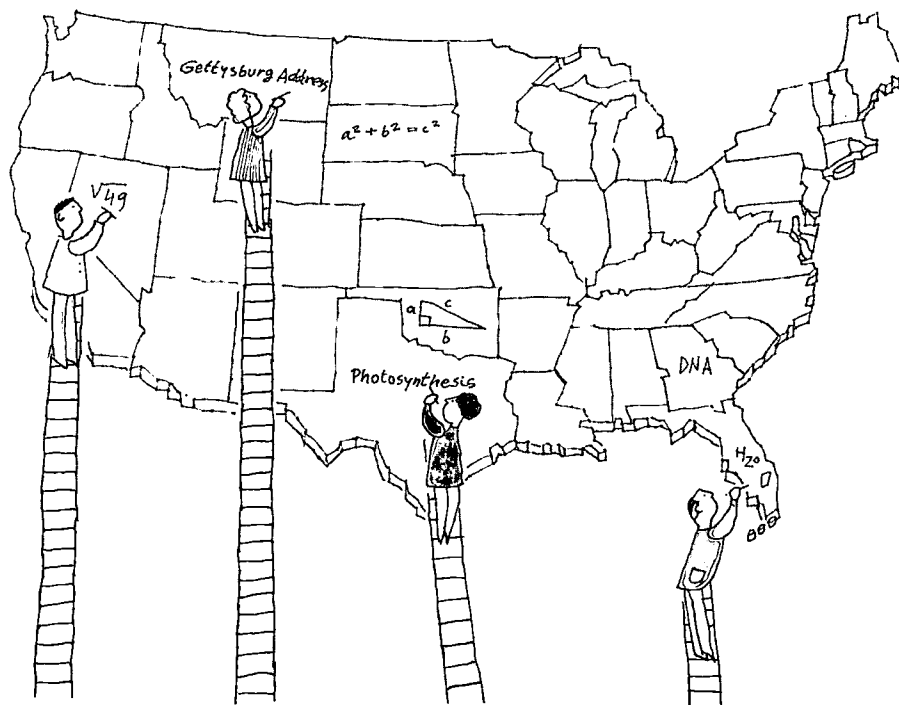 Gettysburg Address
a² + b² = c²
√49
a
c
b
Photosynthesis
DNA
H₂O